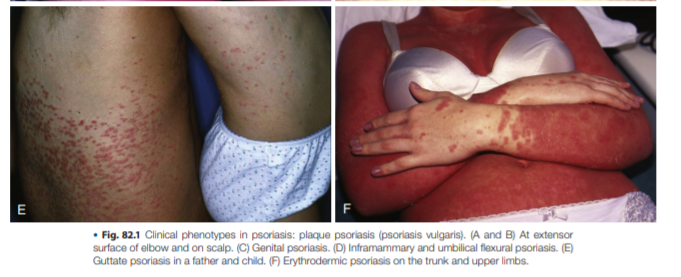 E
F
• Fig. 82.1 Clinical phenotypes in psoriasis: plaque psoriasis (psoriasis vulgaris). (A and B) At extensor
surface of elbow and on scalp. (C) Genital psoriasis. (D) Inframammary and umbilical flexural psoriasis. (E)
Guttate psoriasis in a father and child. (F) Erythrodermic psoriasis on the trunk and upper limbs.